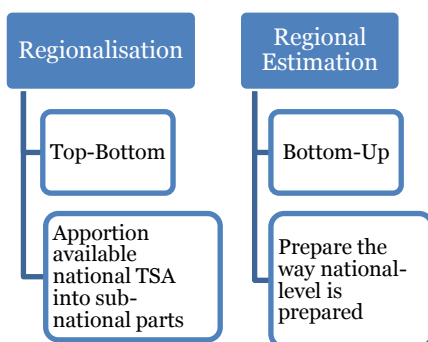 Regionalisation
Top-Bottom
Apportion
available
national TSA
into sub-
national parts
Regional
Estimation
Bottom-Up
Prepare the
way national-
level is
prepared